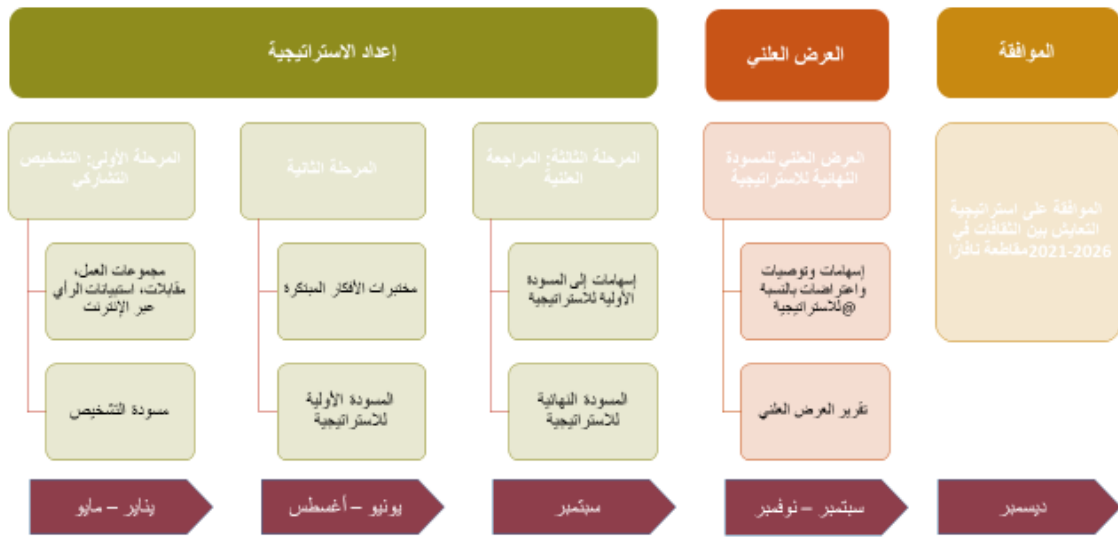 إعداد الاستراتيجية
العرض العلني
الموافقة
المرحلة الأولى: التشخيص
التشاركي
المرحلة الثانية
المرحلة الثالثة: المراجعة
العلنية
العرض العلني للمسودة
النهائية للاستراتيجية
الموافقة على استراتيجية
التعايش بين الثقافات في
مقاطعة نافارا2021-2026
مجموعات العمل،
مقابلات، استبيانات الرأي
عبر الإنترنت
مختبرات الأفكار المبتكرة
إسهامات إلى المسودة
الأولية للاستراتيجية
إسهامات وتوصيات
واعتراضات بالنسبة
للاستراتيجية@
مسودة التشخيص
المسودة الأولية
للاستراتيجية
المسودة النهائية
للاستراتيجية
تقرير العرض العلني
يناير – مايو
يونيو – أغسطس
سبتمبر
سبتمبر – نوفمبر
ديسمبر